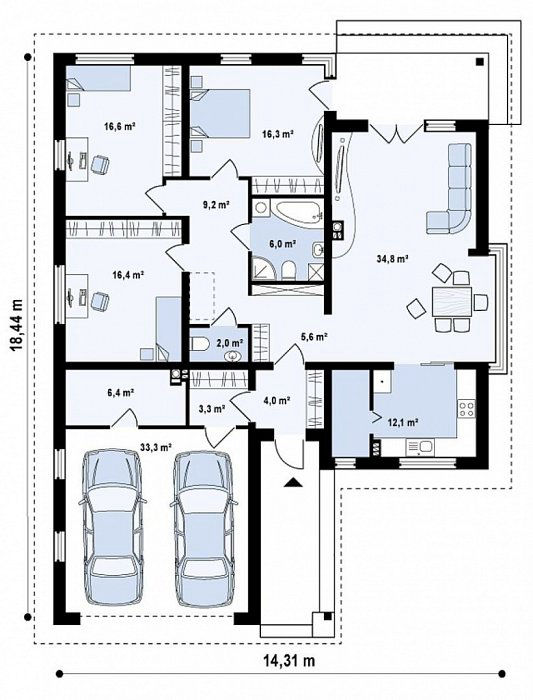 16,6 m²
16,3 m²
9,2 m²
6,0 m²
34,8 m²
16,4 m²
18,44 m
2,0 m²
5,6 m²
6,4 m²
3,3 m²
4,0 m²
12,1 m²
33,3 m²
14,31 m